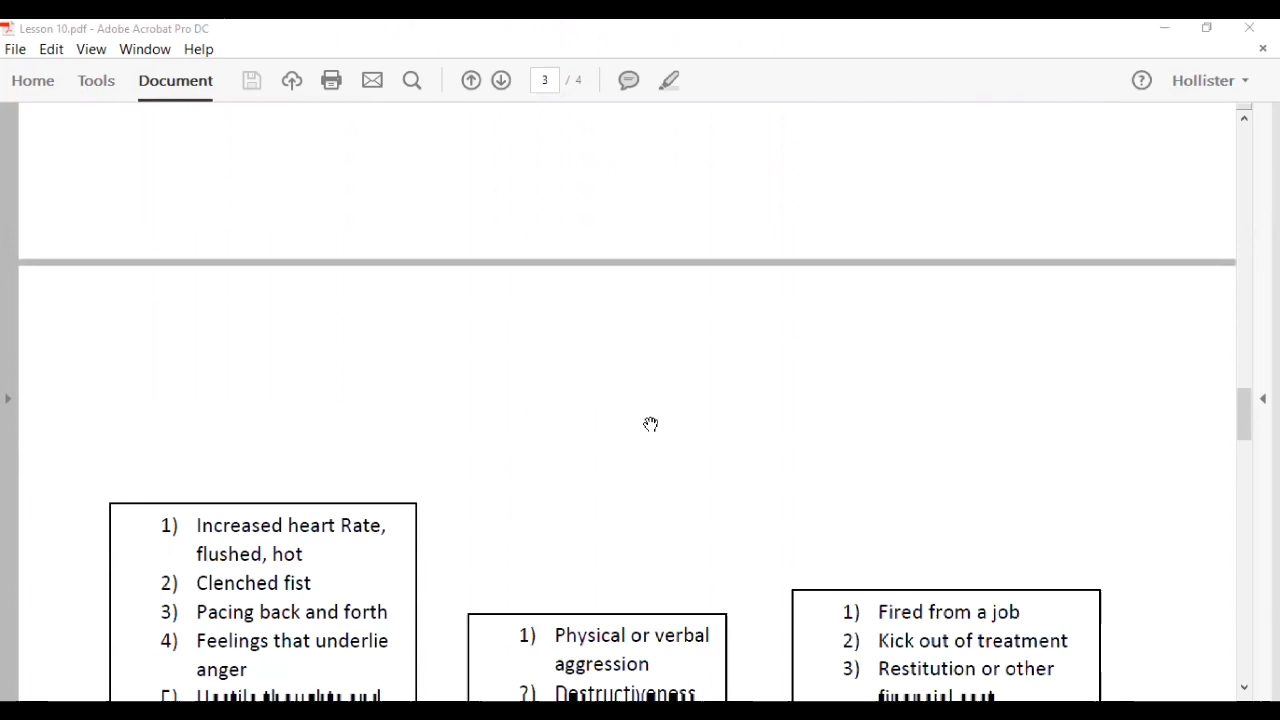 Lesson 10.pdf - Adobe Acrobat Pro DC
File Edit View Window Help
Home Tools Document 3 / 4 Hollister
1) Increased heart Rate,
flushed, hot
2) Clenched fist
3) Pacing back and forth
4) Feelings that underlie
anger
1) Physical or verbal
aggression
2) Destructiveness
1) Fired from a job
2) Kick out of treatment
3) Restitution or other